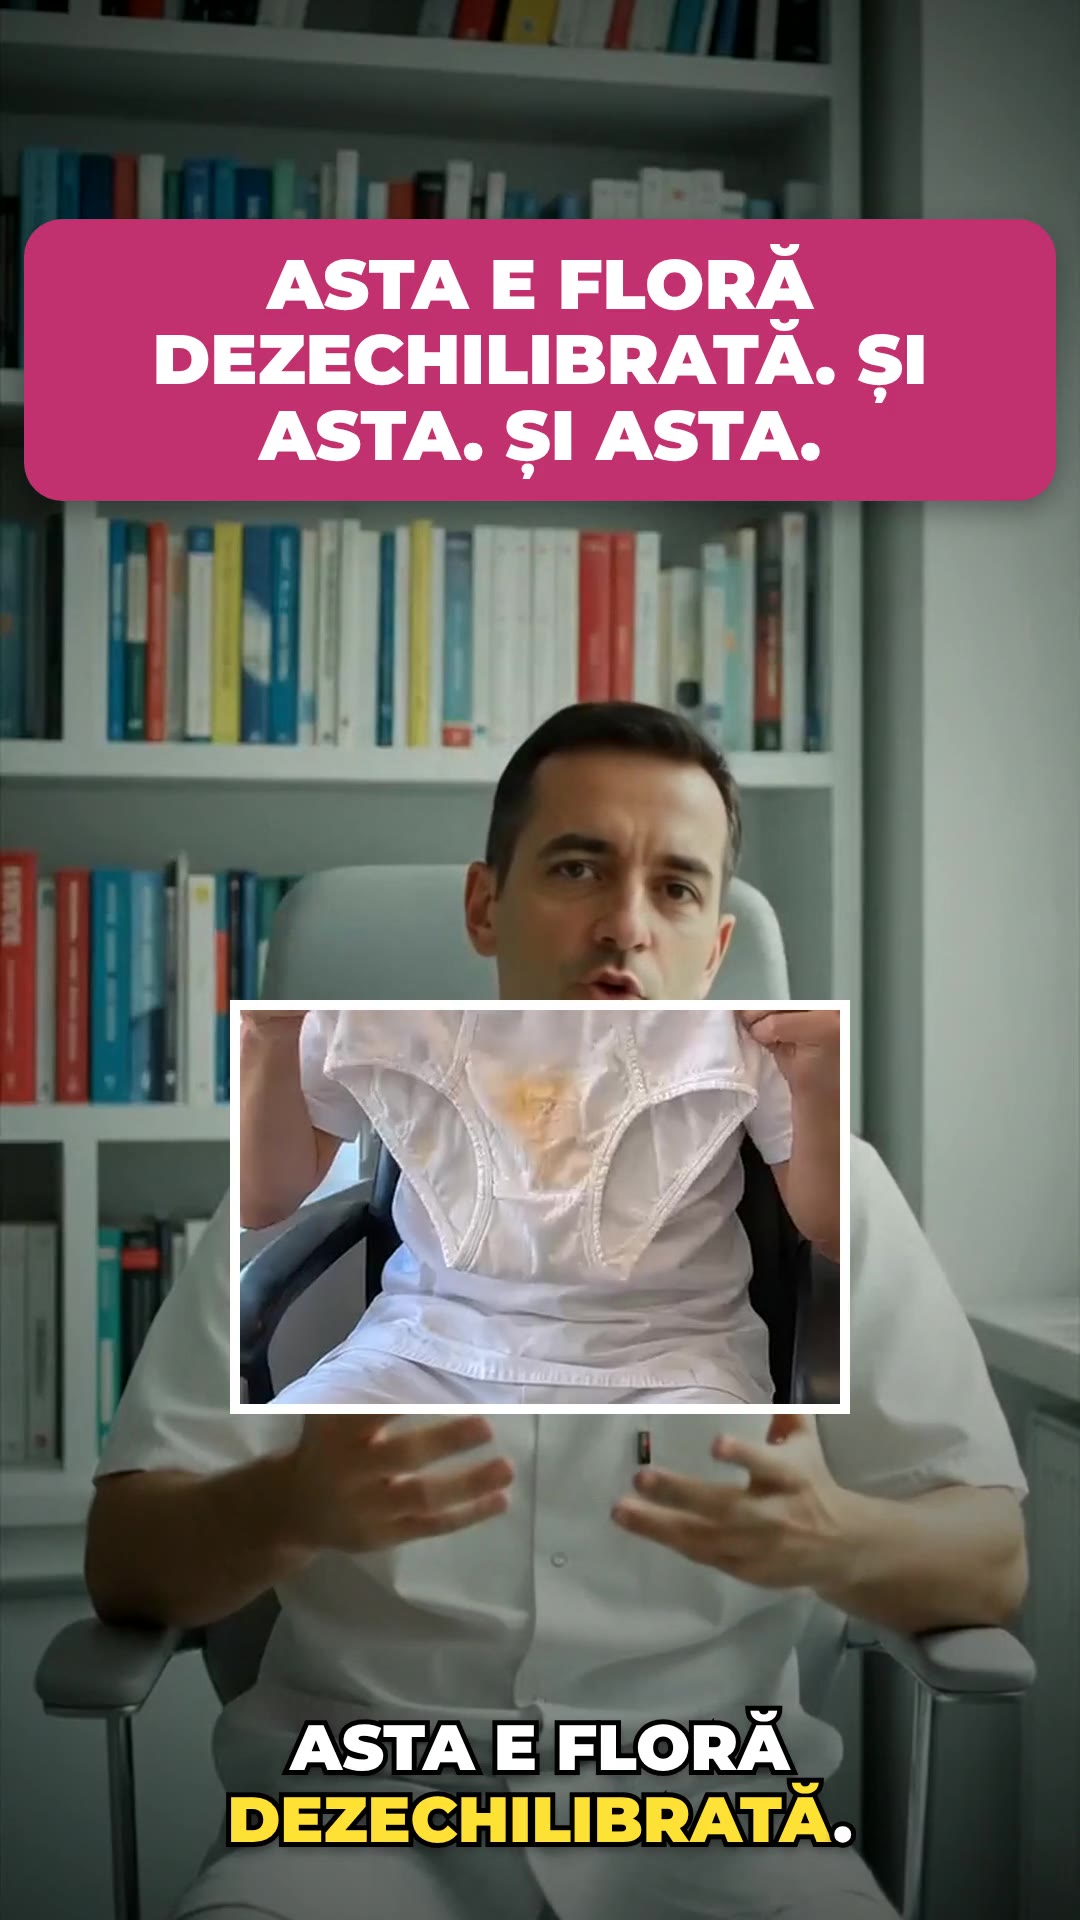 ASTA E FLORĂ
DEZECHILIBRATĂ. ȘI
ASTA. ȘI ASTA.
ASTA E FLORĂ
DEZECHILIBRATĂ.